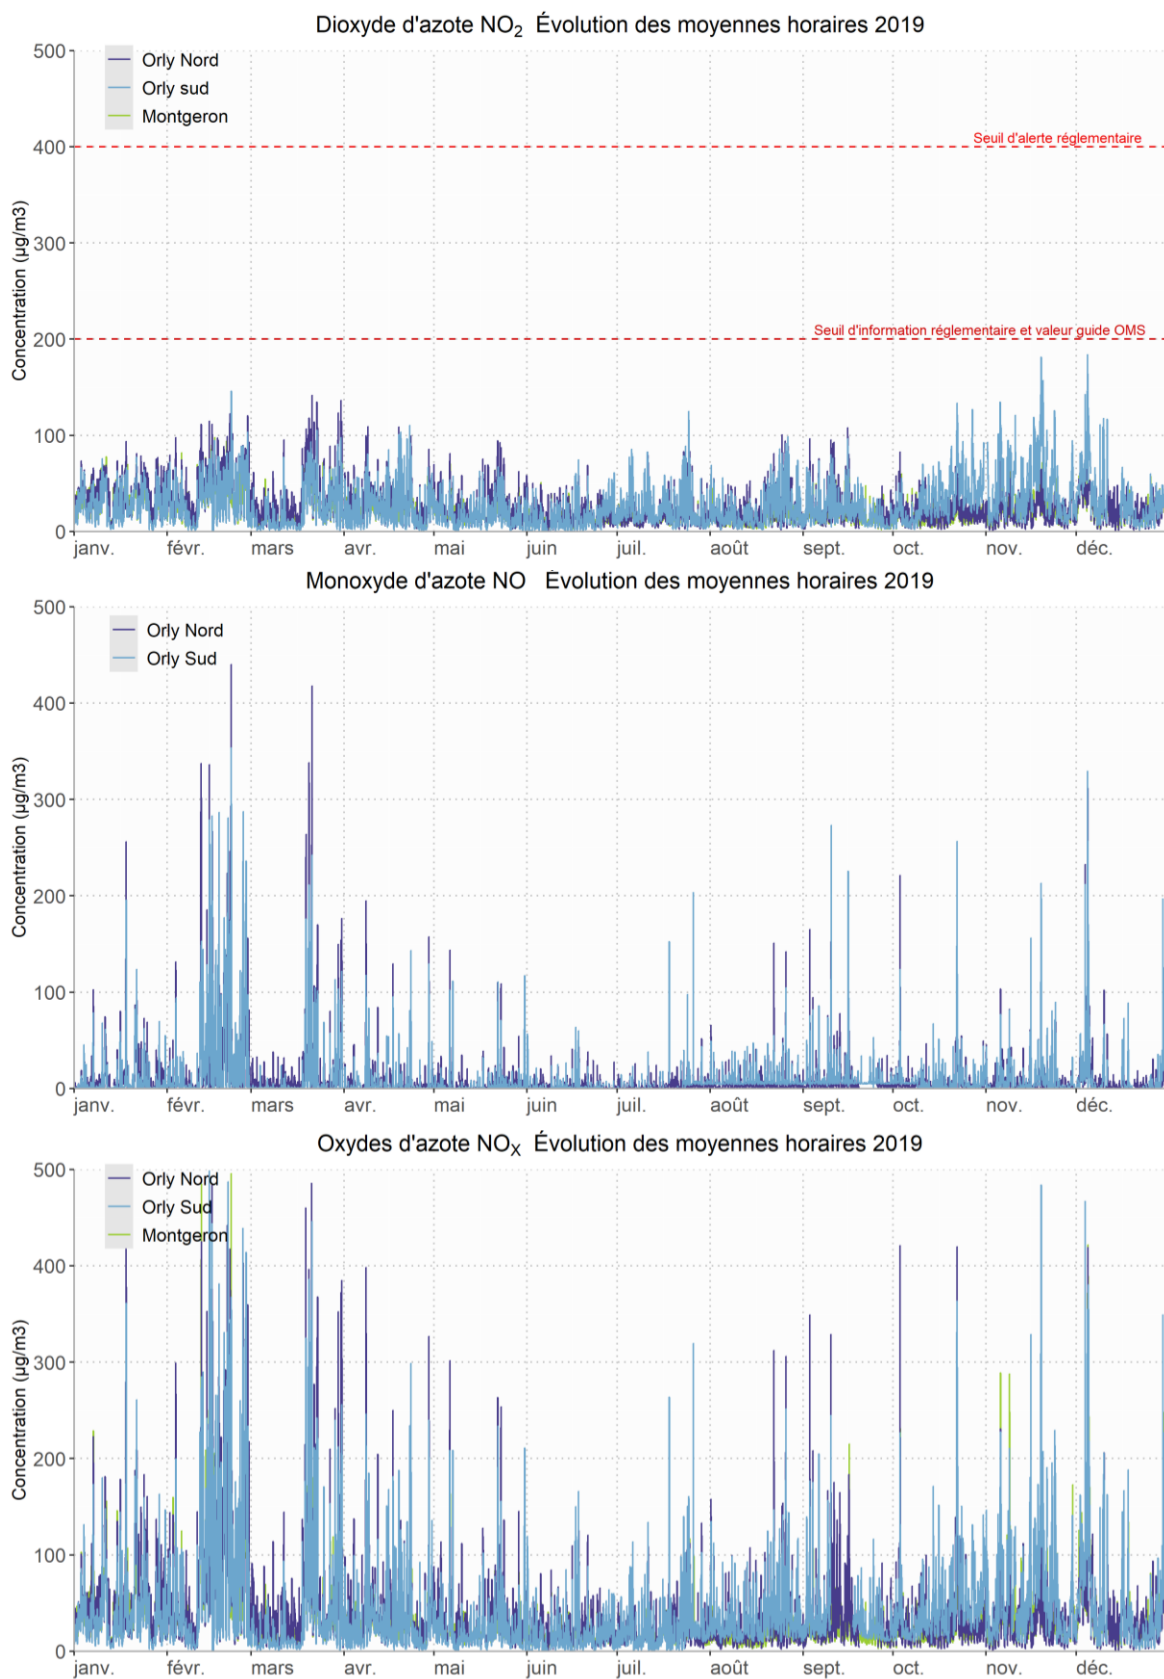 Dioxyde d'azote NO₂ Évolution des moyennes horaires 2019
Orly Nord
Orly sud
Montgeron
Concentration (µg/m3)
500
400
300
200
100
0
Seuil d'alerte réglementaire
Seuil d'information réglementaire et valeur guide OMS
janv. févr. mars avr. mai juin juil. août sept. oct. nov. déc.
Monoxyde d'azote NO Évolution des moyennes horaires 2019
Orly Nord
Orly Sud
Concentration (µg/m3)
500
400
300
200
100
0
janv. févr. mars avr. mai juin juil. août sept. oct. nov. déc.
Oxydes d'azote NOX Évolution des moyennes horaires 2019
Orly Nord
Orly Sud
Montgeron
Concentration (µg/m3)
500
400
300
200
100
0
janv. févr. mars avr. mai juin juil. août sept. oct. nov. déc.